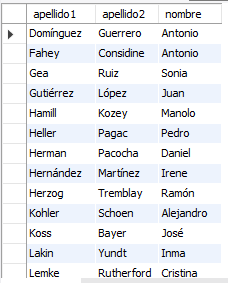 apellido1 apellido2 nombre
Domínguez Guerrero Antonio
Fahey Considine Antonio
Gea Ruiz Sonia
Gutiérrez López Juan
Hamill Kozey Manolo
Heller Pagac Pedro
Herman Pacocha Daniel
Hernández Martínez Irene
Herzog Tremblay Ramón
Kohler Schoen Alejandro
Koss Bayer José
Lakin Yundt Inma
Lemke Rutherford Cristina